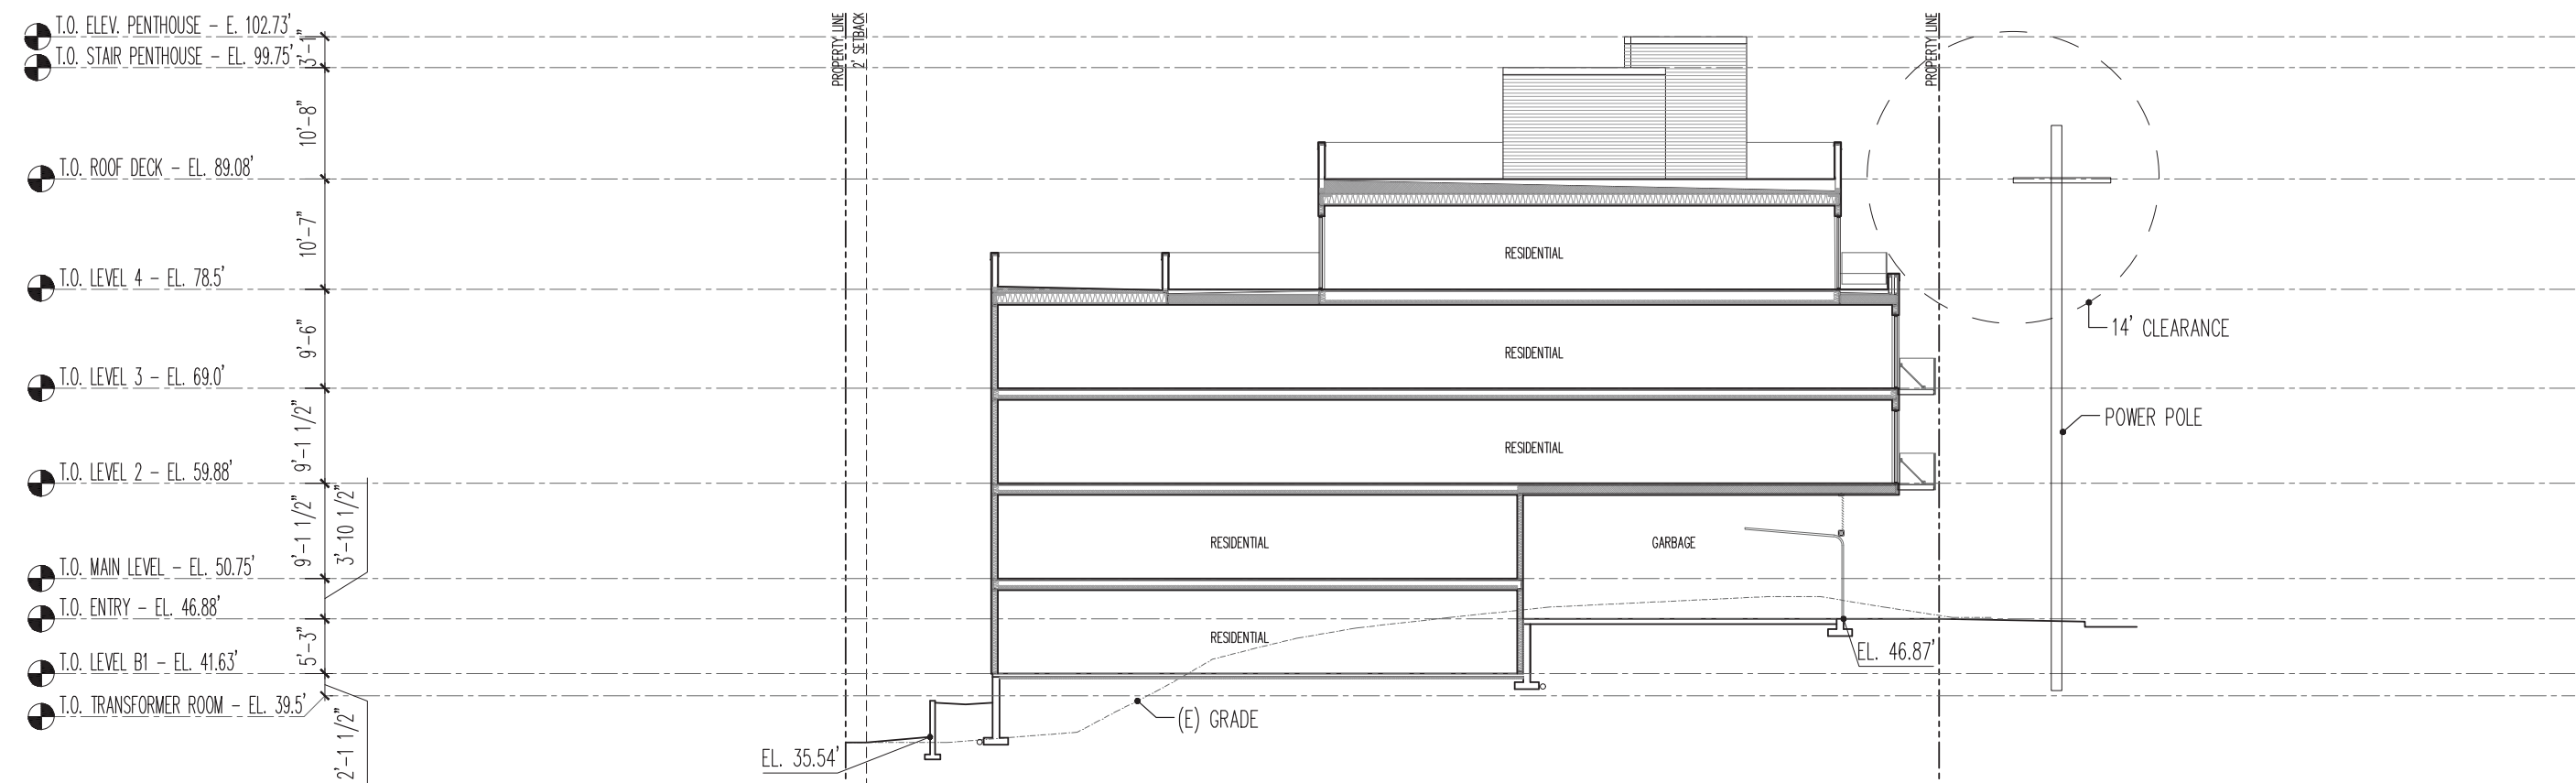 T.O. ELEV. PENTHOUSE - E. 102.73'
3'-1"
T.O. STAIR PENTHOUSE - EL. 99.75'
10'-8"
T.O. ROOF DECK - EL. 89.08'
10'-7"
T.O. LEVEL 4 - EL. 78.5'
9'-6"
T.O. LEVEL 3 - EL. 69.0'
9'-1 1/2"
T.O. LEVEL 2 - EL. 59.88'
9'-1 1/2"
3'-10 1/2"
T.O. MAIN LEVEL - EL. 50.75'
T.O. ENTRY - EL. 46.88'
5'-3"
T.O. LEVEL B1 - EL. 41.63'
T.O. TRANSFORMER ROOM - EL. 39.5'
2'-1 1/2"
PROPERTY LINE
2' SETBACK
PROPERTY LINE
RESIDENTIAL
14' CLEARANCE
RESIDENTIAL
POWER POLE
RESIDENTIAL
RESIDENTIAL
GARBAGE
RESIDENTIAL
EL. 46.87'
(E) GRADE
EL. 35.54'